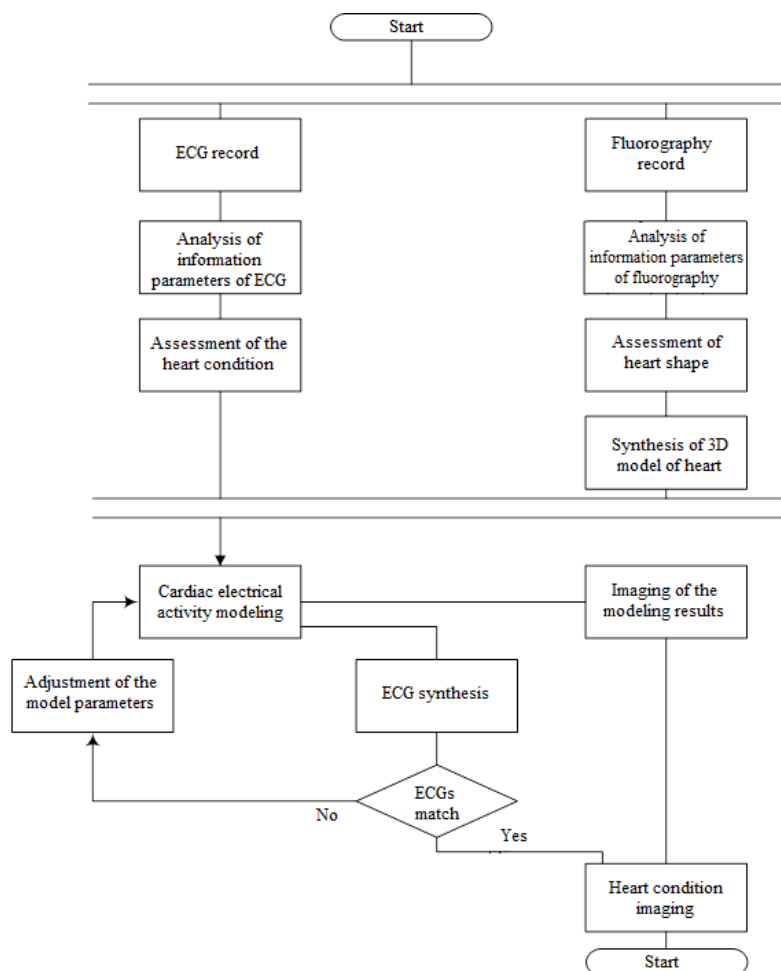 Start
ECG record
Fluorography
record
Analysis of
information
parameters of ECG
Analysis of
information parameters
of fluorography
Assessment of the
heart condition
Assessment of
heart shape
Synthesis of 3D
model of heart
Cardiac electrical
activity modeling
Imaging of the
modeling results
Adjustment of the
model parameters
ECG synthesis
ECGs
match
No
Yes
Heart condition
imaging
Start